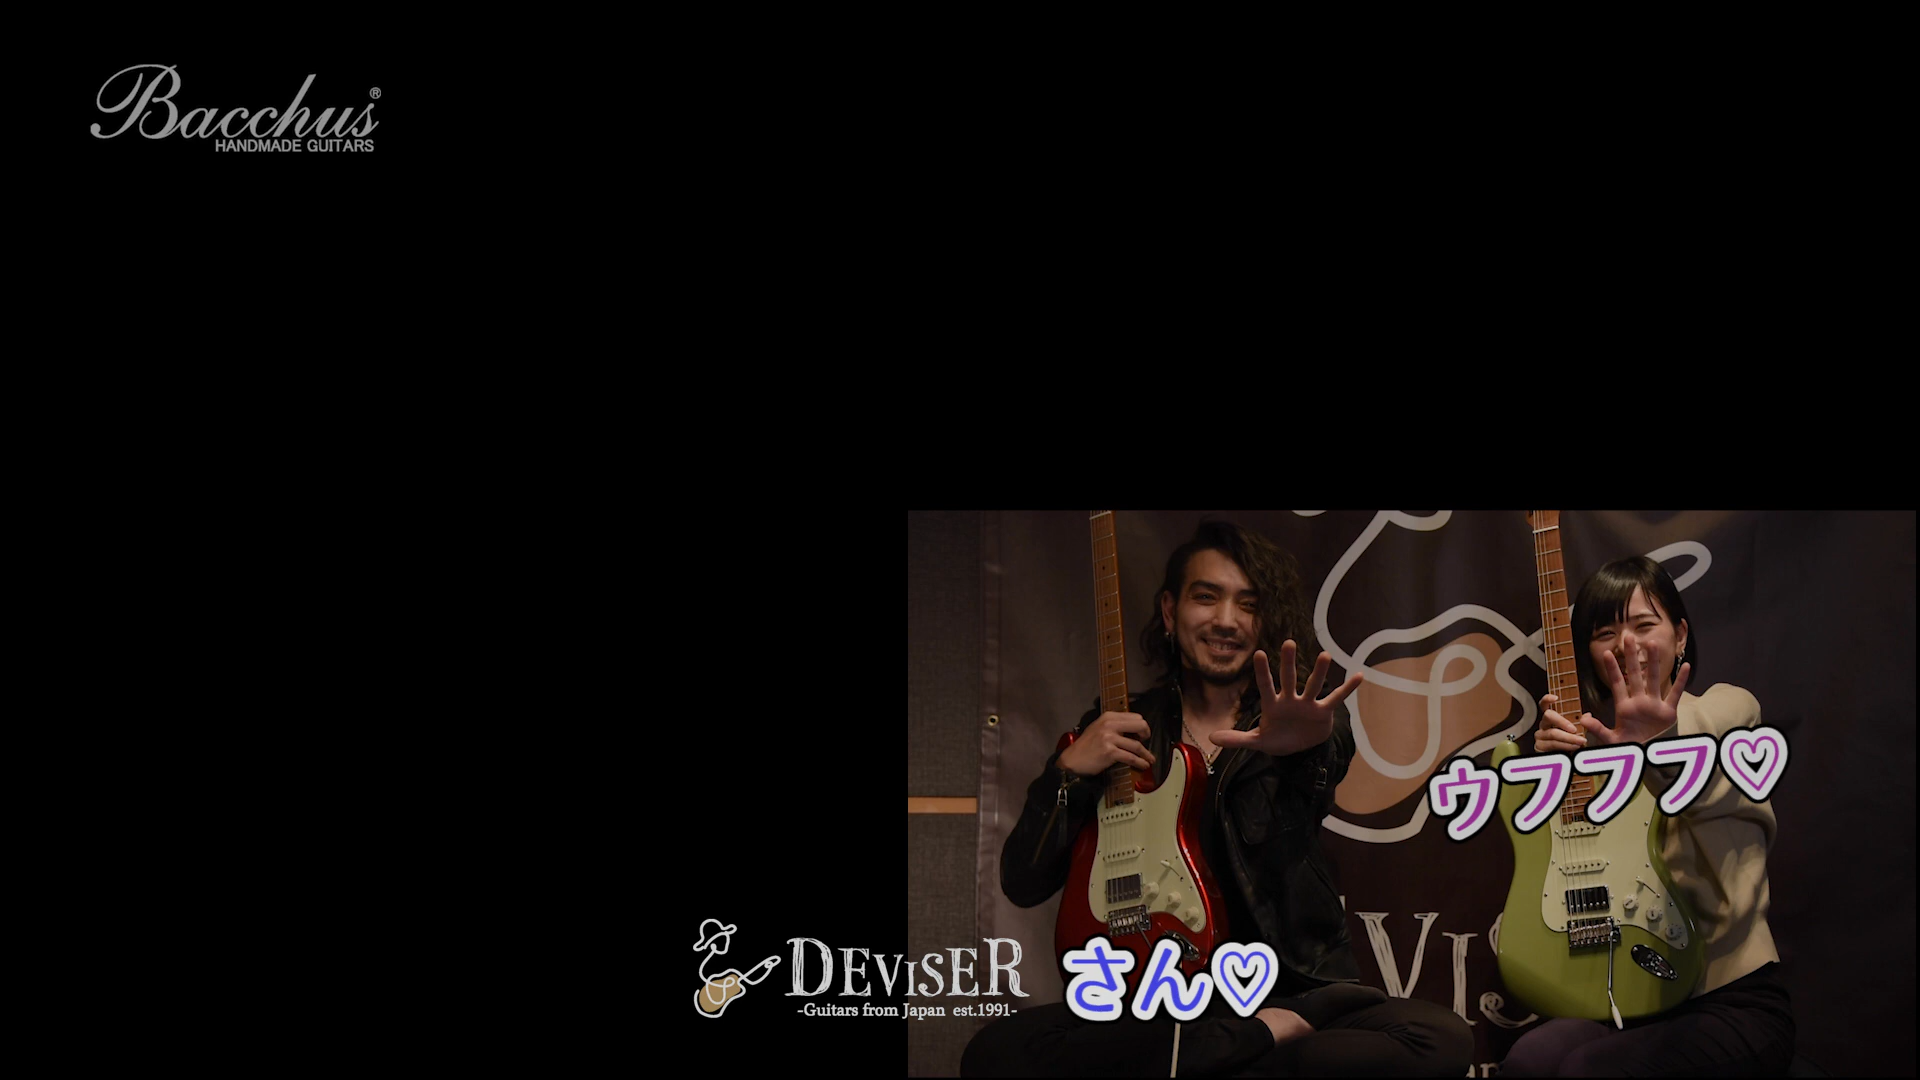 Bacchus®
HANDMADE GUITARS
ウフフフ♡
DEVISER さん♡
-Guitars from Japan est.1991-